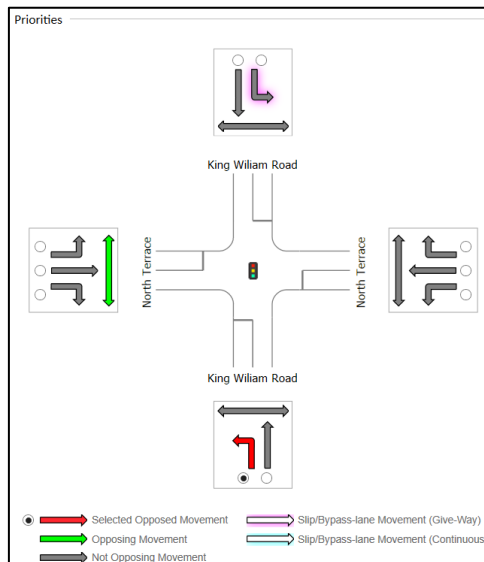 Priorities
King Wiliam Road
North Terrace
North Terrace
King Wiliam Road
Selected Opposed Movement
Slip/Bypass-lane Movement (Give-Way)
Opposing Movement
Slip/Bypass-lane Movement (Continuous
Not Opposing Movement